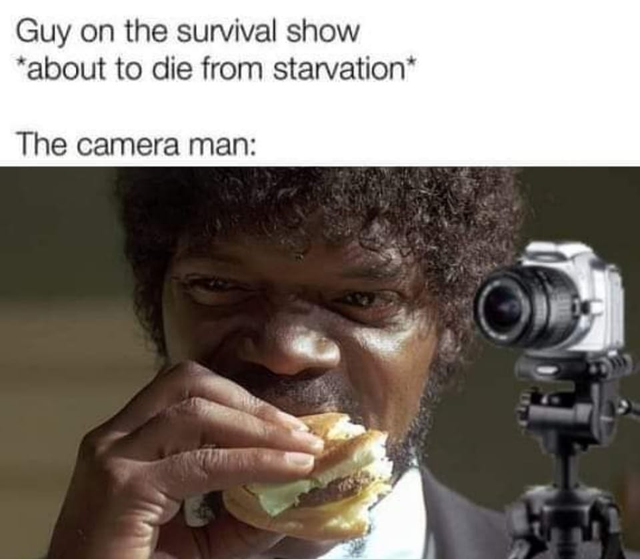 Guy on the survival show
*about to die from starvation*
The camera man: